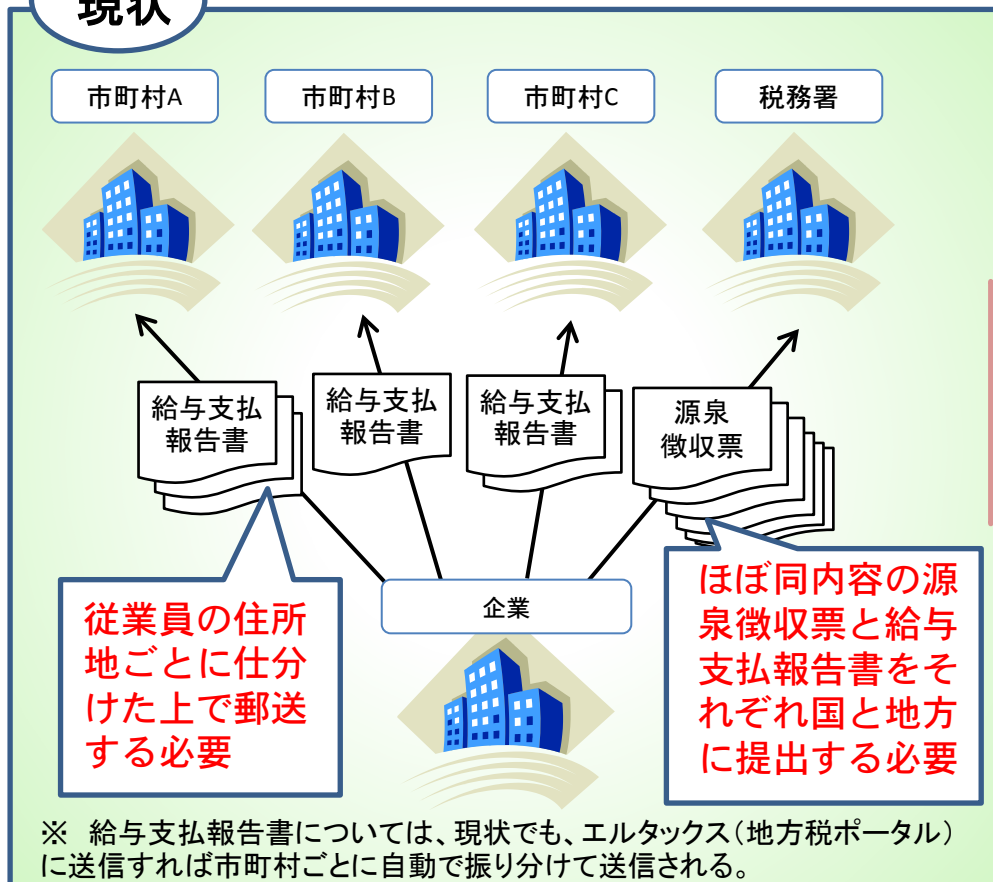 現状
市町村A
市町村B
市町村C
税務署
給与支払
報告書
給与支払
報告書
給与支払
報告書
源泉
徴収票
従業員の住所
地ごとに仕分
けた上で郵送
する必要
企業
ほぼ同内容の源
泉徴収票と給与
支払報告書をそ
れぞれ国と地方
に提出する必要
※ 給与支払報告書については、現状でも、エルタックス(地方税ポータル)
に送信すれば市町村ごとに自動で振り分けて送信される。